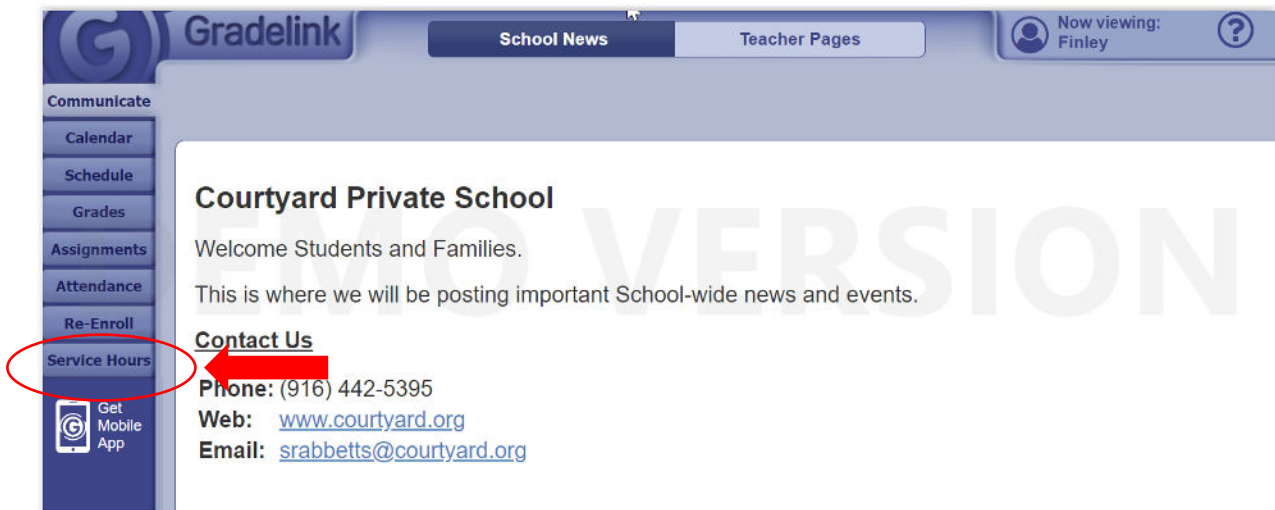 G
Gradelink
School News
Teacher Pages
Now viewing:
Finley
?
Communicate
Calendar
Schedule
Grades
Assignments
Attendance
Re-Enroll
Service Hours
G
Get
Mobile
App
EMO VERSION
Courtyard Private School
Welcome Students and Families.
This is where we will be posting important School-wide news and events.
Contact Us
Phone: (916) 442-5395
Web: www.courtyard.org
Email: srabbetts@courtyard.org